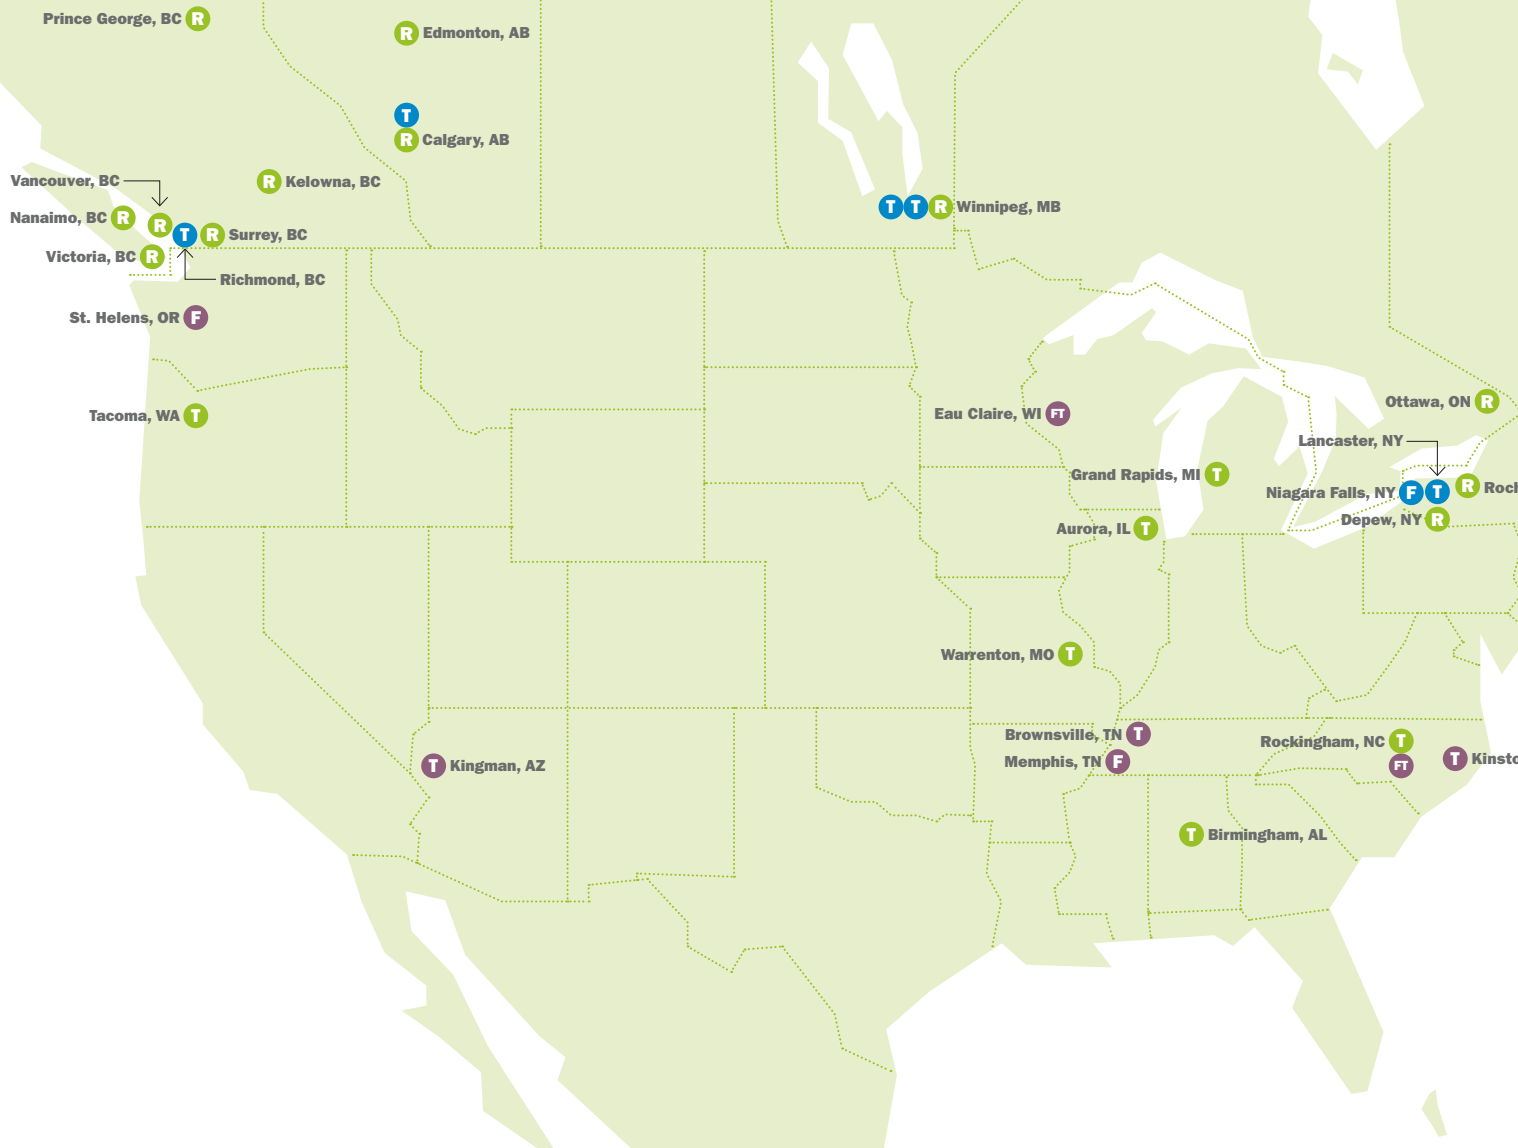 Prince George, BC R
R Edmonton, AB
T
R Calgary, AB
Vancouver, BC
R Kelowna, BC
Nanaimo, BC R
R
T R Surrey, BC
Victoria, BC R
Richmond, BC
T T R Winnipeg, MB
St. Helens, OR F
Tacoma, WA T
Eau Claire, WI FT
Ottawa, ON R
Lancaster, NY
Grand Rapids, MI T
Niagara Falls, NY F T R Roch
Depew, NY R
Aurora, IL T
Warrenton, MO T
Brownsville, TN T
Memphis, TN F
Rockingham, NC T
FT
T Kinsto
T Kingman, AZ
T Birmingham, AL